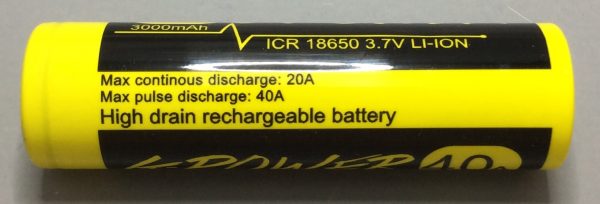 3000mAh
ICR 18650 3.7V LI-ION
Max continous discharge: 20A
Max pulse discharge: 40A
High drain rechargeable battery